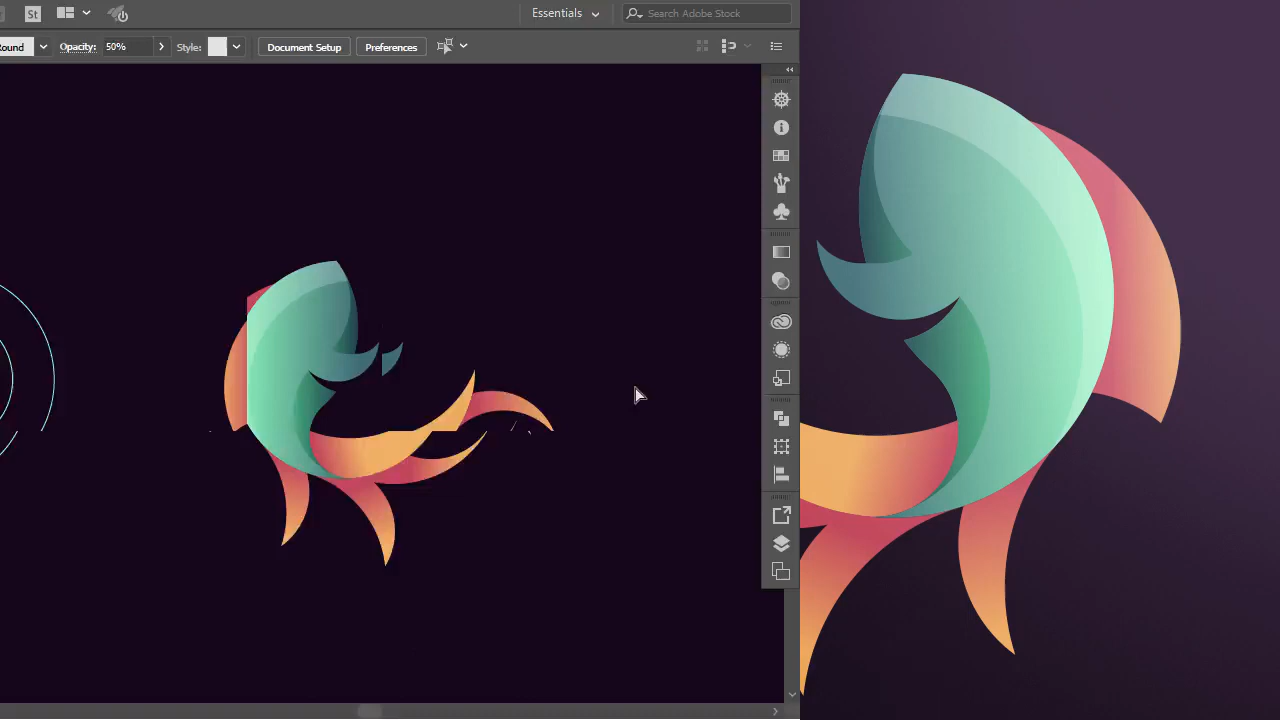 St
Essentials
Search Adobe Stock
ound
Opacity:
50%
Style:
Document Setup
Preferences